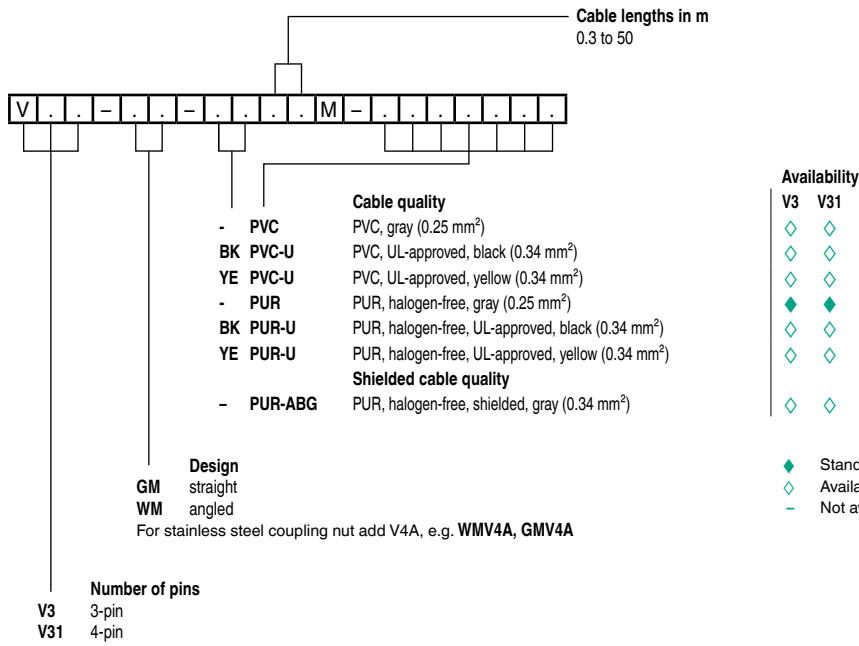 Cable lengths in m
0.3 to 50
V . . – . . – . . . . M – . . . . . . .
Availability
Cable quality V3 V31
- PVC PVC, gray (0.25 mm²) ◇ ◇
BK PVC-U PVC, UL-approved, black (0.34 mm²) ◇ ◇
YE PVC-U PVC, UL-approved, yellow (0.34 mm²) ◇ ◇
- PUR PUR, halogen-free, gray (0.25 mm²) ◆ ◆
BK PUR-U PUR, halogen-free, UL-approved, black (0.34 mm²) ◇ ◇
YE PUR-U PUR, halogen-free, UL-approved, yellow (0.34 mm²) ◇ ◇
Shielded cable quality
– PUR-ABG PUR, halogen-free, shielded, gray (0.34 mm²) ◇ ◇
◆ Stand
◇ Availa
– Not av
Design
GM straight
WM angled
For stainless steel coupling nut add V4A, e.g. WMV4A, GMV4A
Number of pins
V3 3-pin
V31 4-pin